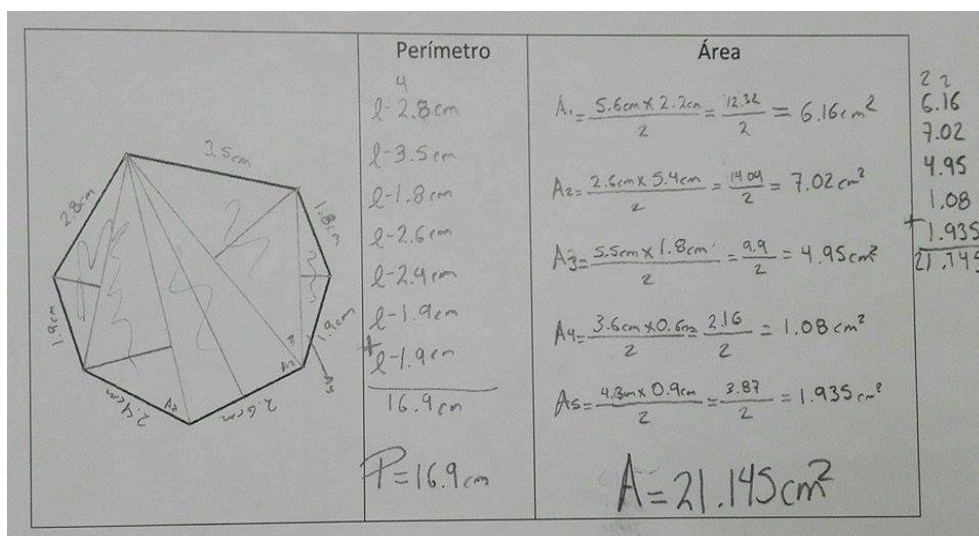 Perímetro
Área
3.5cm
2.8cm
1.8cm
1.9cm
1.9cm
2.4cm
2.6cm
A2
A5
4
l-2.8cm
l-3.5cm
l-1.8cm
l-2.6cm
l-2.4cm
l-1.9cm
+ l-1.9cm
16.9cm
P=16.9cm
A1= 5.6cm x 2.2cm / 2 = 12.32 / 2 = 6.16cm²
A2= 2.6cm x 5.4cm / 2 = 14.04 / 2 = 7.02cm²
A3= 5.5cm x 1.8cm / 2 = 9.9 / 2 = 4.95cm²
A4= 3.6cm x 0.6cm / 2 = 2.16 / 2 = 1.08cm²
A5= 4.3cm x 0.9cm / 2 = 3.87 / 2 = 1.935cm²
A=21.145cm²
2 2
6.16
7.02
4.95
1.08
+ 1.935
21.145